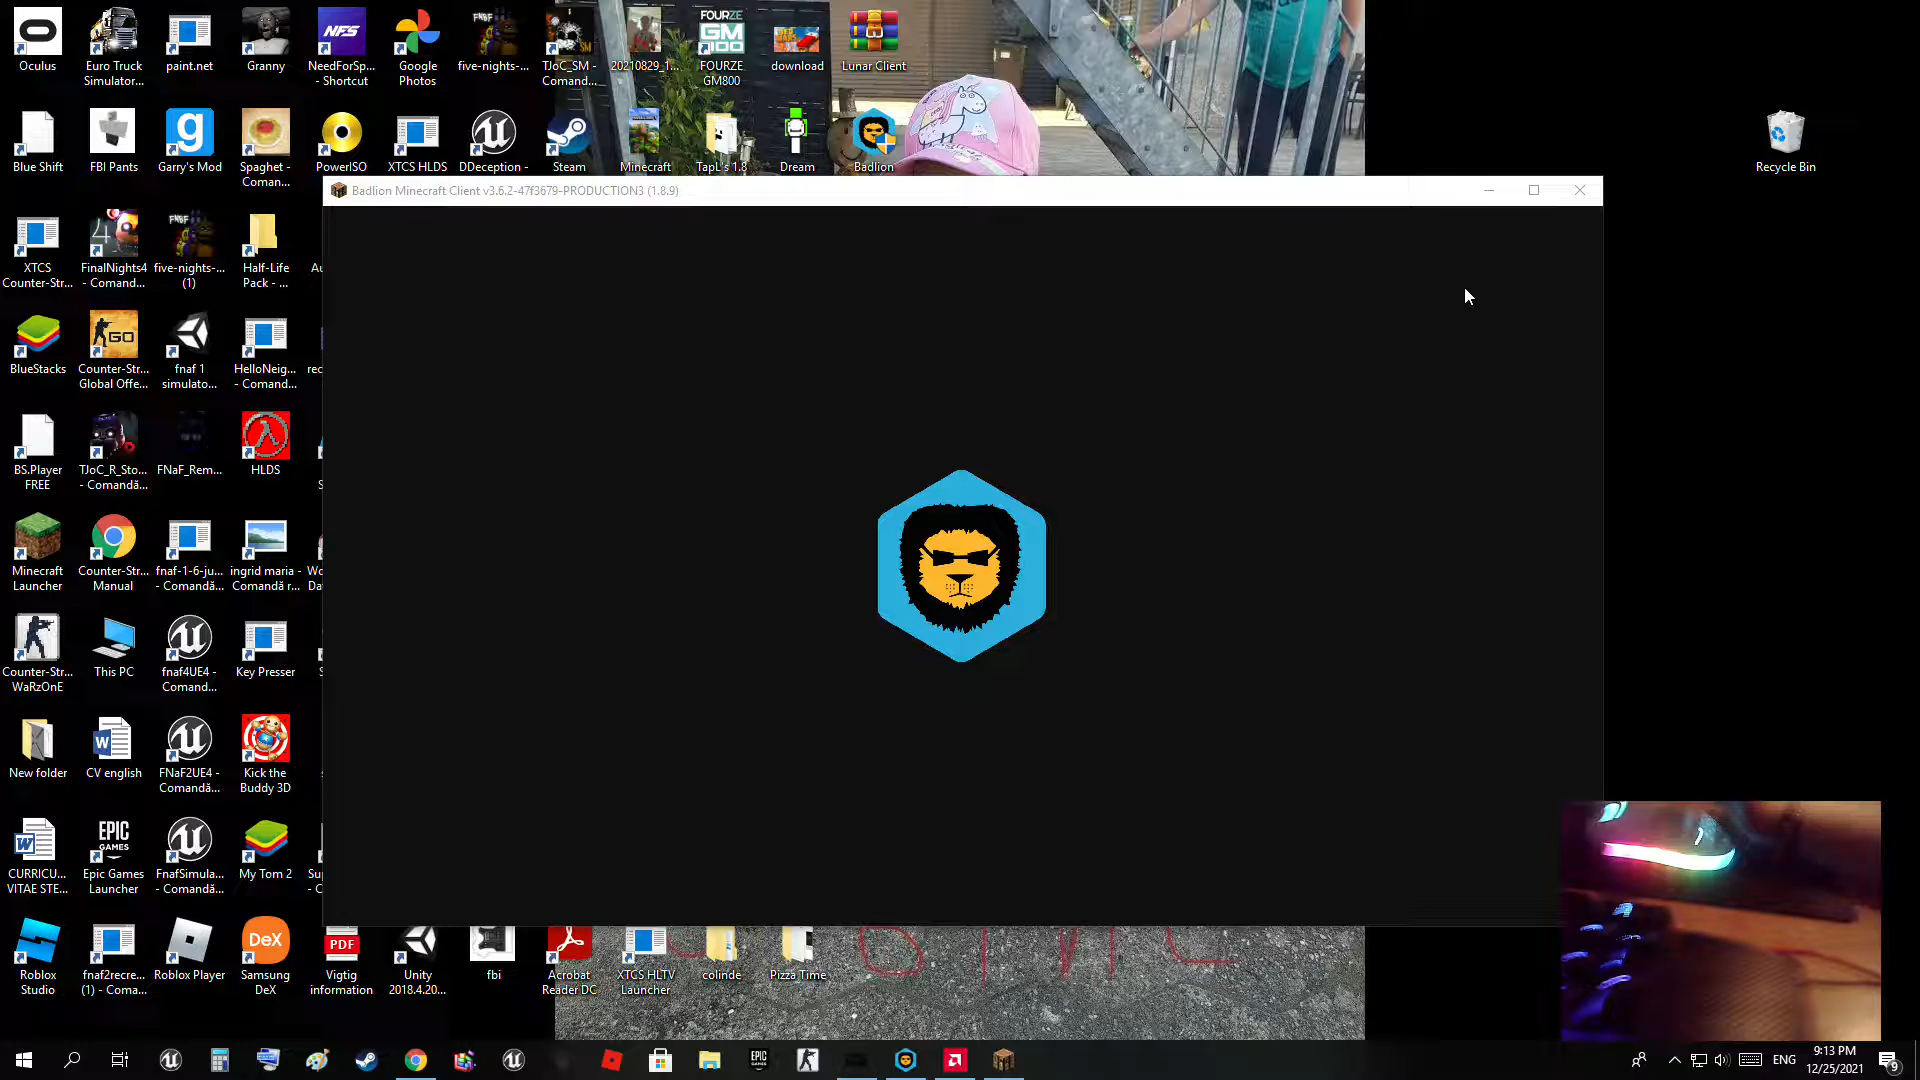 Oculus
Euro Truck
Simulator...
paint.net
Granny
NeedForSp...
- Shortcut
Google
Photos
five-nights-...
TJoC_SM -
Comand...
20210829_1...
FOURZE
GM800
download
Lunar Client
Blue Shift
FBI Pants
Garry's Mod
Spaghet -
Coman...
PowerISO
XTCS HLDS
DDeception -
Steam
Minecraft
TapL's 1.8
Dream
Badlion
Recycle Bin
Badlion Minecraft Client v3.6.2-47f3679-PRODUCTION3 (1.8.9)
XTCS
Counter-Str...
FinalNights4
- Comand...
five-nights-...
(1)
Half-Life
Pack - ...
BlueStacks
Counter-Str...
Global Offe...
fnaf 1
simulato...
HelloNeig...
- Comand...
BS.Player
FREE
TJoC_R_Sto...
- Comandă...
FNaF_Rem...
HLDS
Minecraft
Launcher
Counter-Str...
Manual
fnaf-1-6-ju...
- Comandă...
ingrid maria -
Comandă r...
Counter-Str...
WaRzOnE
This PC
fnaf4UE4 -
Comand...
Key Presser
New folder
CV english
FNaF2UE4 -
Comandă...
Kick the
Buddy 3D
CURRICU...
VITAE STE...
Epic Games
Launcher
FnafSimula...
- Comandă...
My Tom 2
Roblox
Studio
fnaf2recre...
(1) - Coma...
Roblox Player
Samsung
DeX
Vigtig
information
Unity
2018.4.20...
fbi
Acrobat
Reader DC
XTCS HLTV
Launcher
colinde
Pizza Time
ENG
9:13 PM
12/25/2021
9